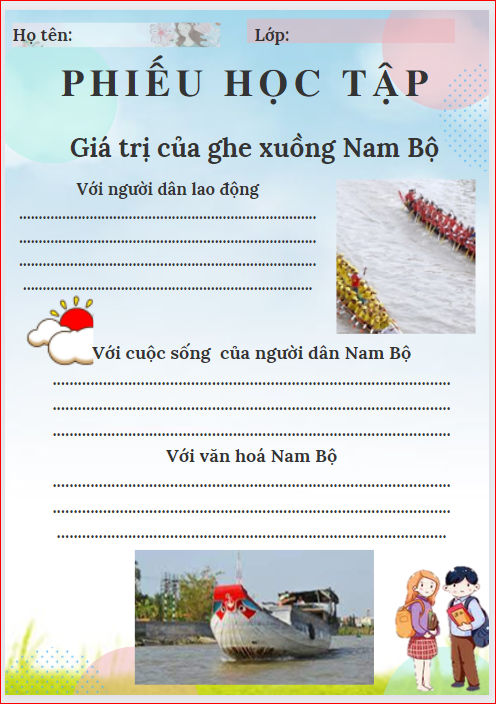 Họ tên:
Lớp:
PHIẾU HỌC TẬP
Giá trị của ghe xuồng Nam Bộ
Với người dân lao động
................................................................
................................................................
................................................................
................................................................
Với cuộc sống của người dân Nam Bộ
................................................................
................................................................
................................................................
Với văn hoá Nam Bộ
................................................................
................................................................
................................................................